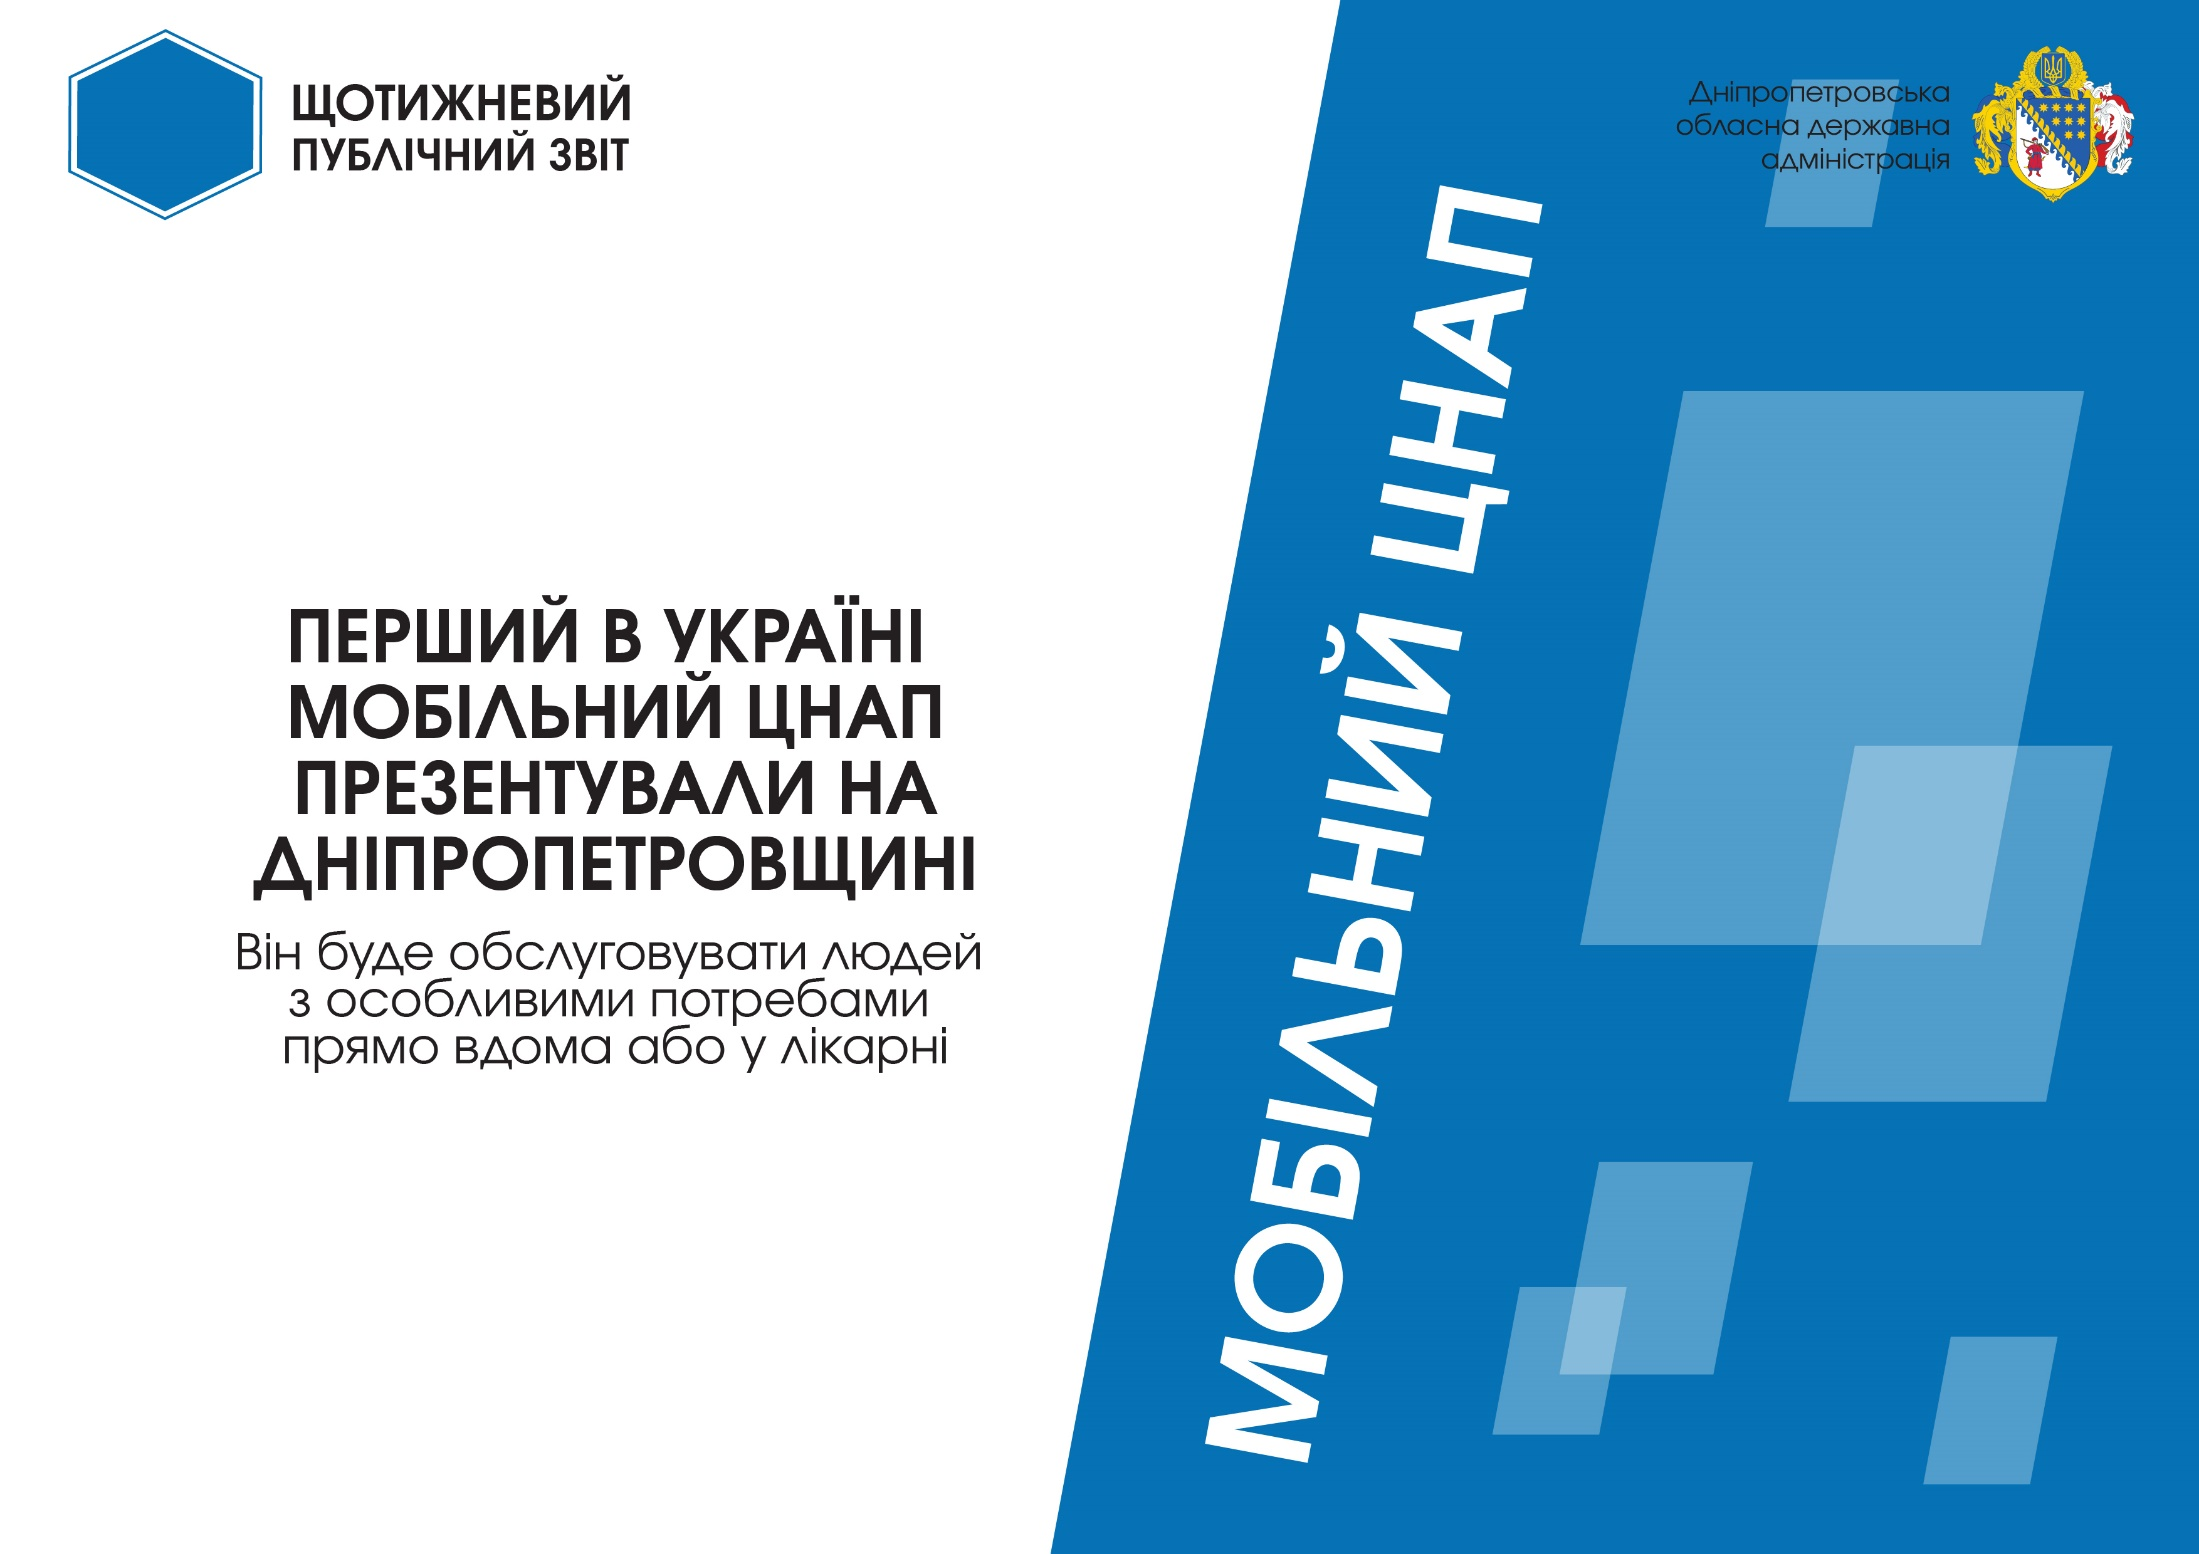 ЩОТИЖНЕВИЙ
ПУБЛІЧНИЙ ЗВІТ
Дніпропетровська
обласна державна
адміністрація
ПЕРШИЙ В УКРАЇНІ
МОБІЛЬНИЙ ЦНАП
ПРЕЗЕНТУВАЛИ НА
ДНІПРОПЕТРОВЩИНІ
Він буде обслуговувати людей
з особливими потребами
прямо вдома або у лікарні
МОБІЛЬНИЙ ЦНАП